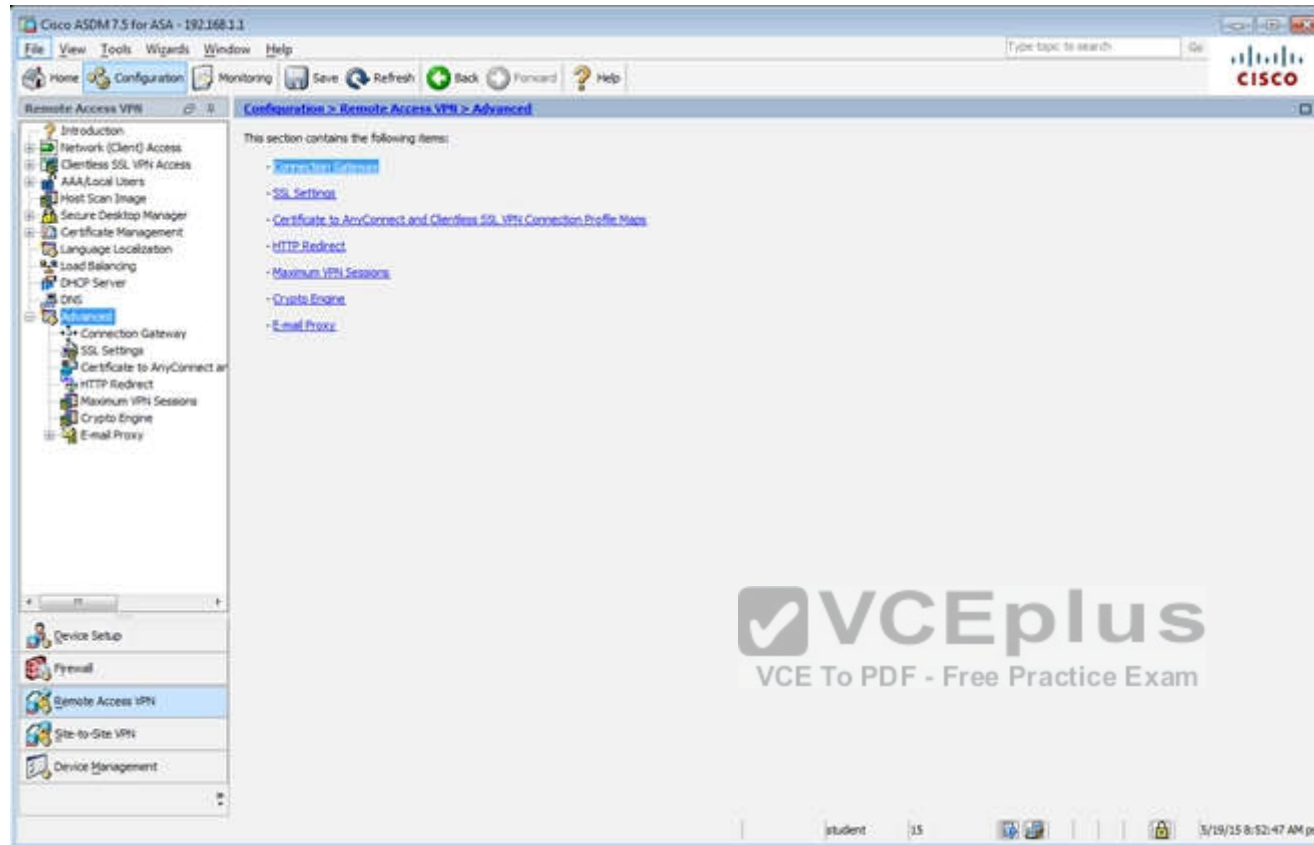 Cisco ASDM 7.5 for ASA - 192.168.1.1
File View Tools Wizards Window Help
Type topic to search Go
Home Configuration Monitoring Save Refresh Back Forward Help
CISCO
Remote Access VPN
Configuration > Remote Access VPN > Advanced
Introduction
Network (Client) Access
Clientless SSL VPN Access
AAA/Local Users
Host Scan Image
Secure Desktop Manager
Certificate Management
Language Localization
Load Balancing
DHCP Server
DNS
Advanced
Connection Gateway
SSL Settings
Certificate to AnyConnect an
HTTP Redirect
Maximum VPN Sessions
Crypto Engine
E-mail Proxy
This section contains the following items:
- Connection Gateway
- SSL Settings
- Certificate to AnyConnect and Clientless SSL VPN Connection Profile Maps
- HTTP Redirect
- Maximum VPN Sessions
- Crypto Engine
- E-mail Proxy
Device Setup
Firewall
Remote Access VPN
Site-to-Site VPN
Device Management
VCEplus
VCE To PDF - Free Practice Exam
student 15 5/19/15 8:52:47 AM